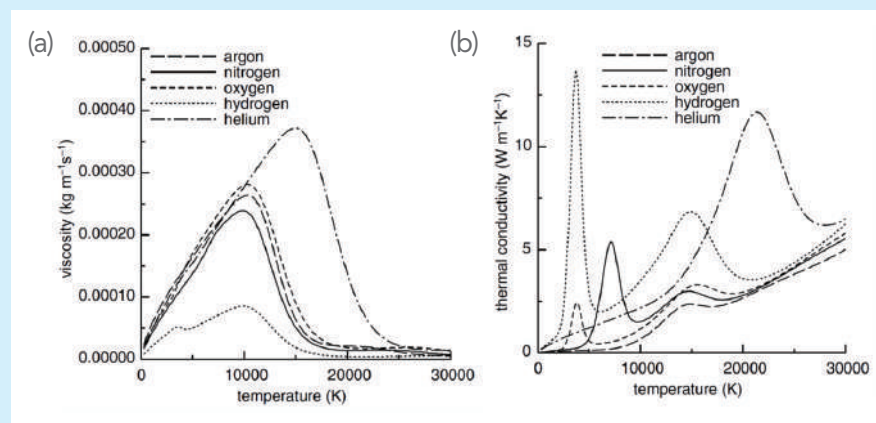 (a)
0.00050
0.00040
0.00030
0.00020
0.00010
0.00000
viscosity (kg m⁻¹s⁻¹)
argon
nitrogen
oxygen
hydrogen
helium
0 10000 20000 30000
temperature (K)
(b)
15
10
5
0
thermal conductivity (W m⁻¹K⁻¹)
argon
nitrogen
oxygen
hydrogen
helium
0 10000 20000 30000
temperature (K)